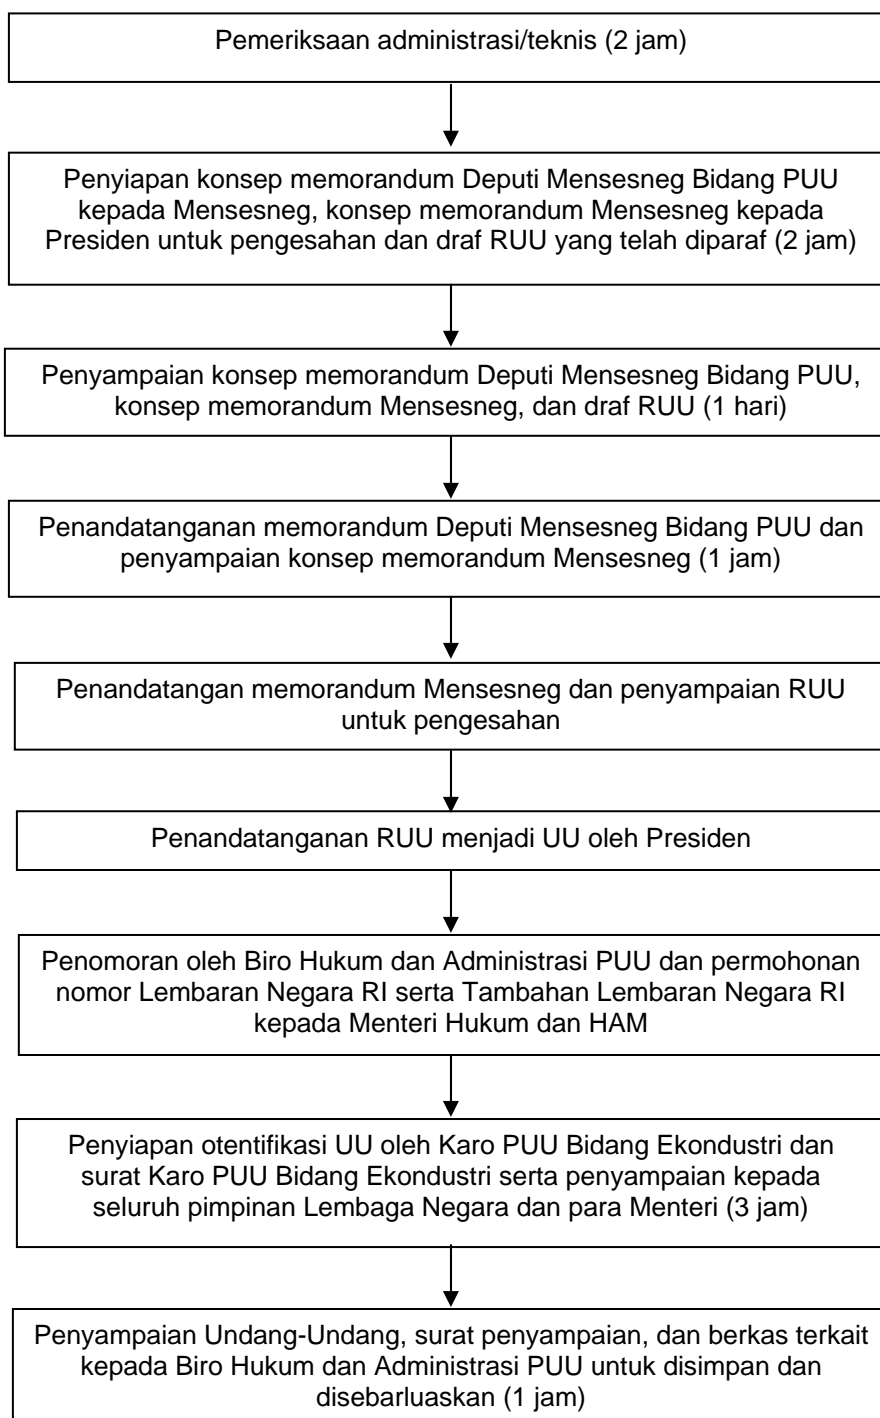 Pemeriksaan administrasi/teknis (2 jam)
Penyiapan konsep memorandum Deputi Mensesneg Bidang PUU
kepada Mensesneg, konsep memorandum Mensesneg kepada
Presiden untuk pengesahan dan draf RUU yang telah diparaf (2 jam)
Penyampaian konsep memorandum Deputi Mensesneg Bidang PUU,
konsep memorandum Mensesneg, dan draf RUU (1 hari)
Penandatanganan memorandum Deputi Mensesneg Bidang PUU dan
penyampaian konsep memorandum Mensesneg (1 jam)
Penandatangan memorandum Mensesneg dan penyampaian RUU
untuk pengesahan
Penandatanganan RUU menjadi UU oleh Presiden
Penomoran oleh Biro Hukum dan Administrasi PUU dan permohonan
nomor Lembaran Negara RI serta Tambahan Lembaran Negara RI
kepada Menteri Hukum dan HAM
Penyiapan otentifikasi UU oleh Karo PUU Bidang Ekondustri dan
surat Karo PUU Bidang Ekondustri serta penyampaian kepada
seluruh pimpinan Lembaga Negara dan para Menteri (3 jam)
Penyampaian Undang-Undang, surat penyampaian, dan berkas terkait
kepada Biro Hukum dan Administrasi PUU untuk disimpan dan
disebarluaskan (1 jam)